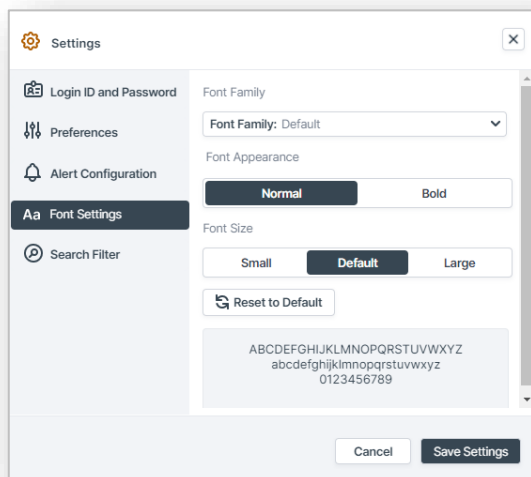 Settings
Login ID and Password
Preferences
Alert Configuration
Aa Font Settings
Search Filter
Font Family
Font Family: Default
Font Appearance
Normal Bold
Font Size
Small Default Large
Reset to Default
ABCDEFGHIJKLMNOPQRSTUVWXYZ
abcdefghijklmnopqrstuvwxyz
0123456789
Cancel Save Settings